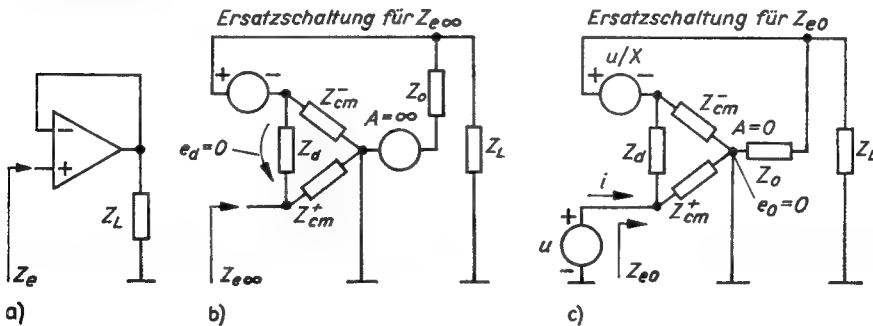 Ersatzschaltung für Z_e∞
Ersatzschaltung für Z_e0
−
+
Z_L
Z_e
a)
+
−
Z_cm^−
Z_o
A=∞
e_d=0
Z_d
Z_cm^+
Z_L
Z_e∞
b)
u/X
+
−
Z_cm^−
A=0
Z_d
Z_L
Z_o
i
Z_cm^+
e_0=0
+
u
−
Z_e0
c)